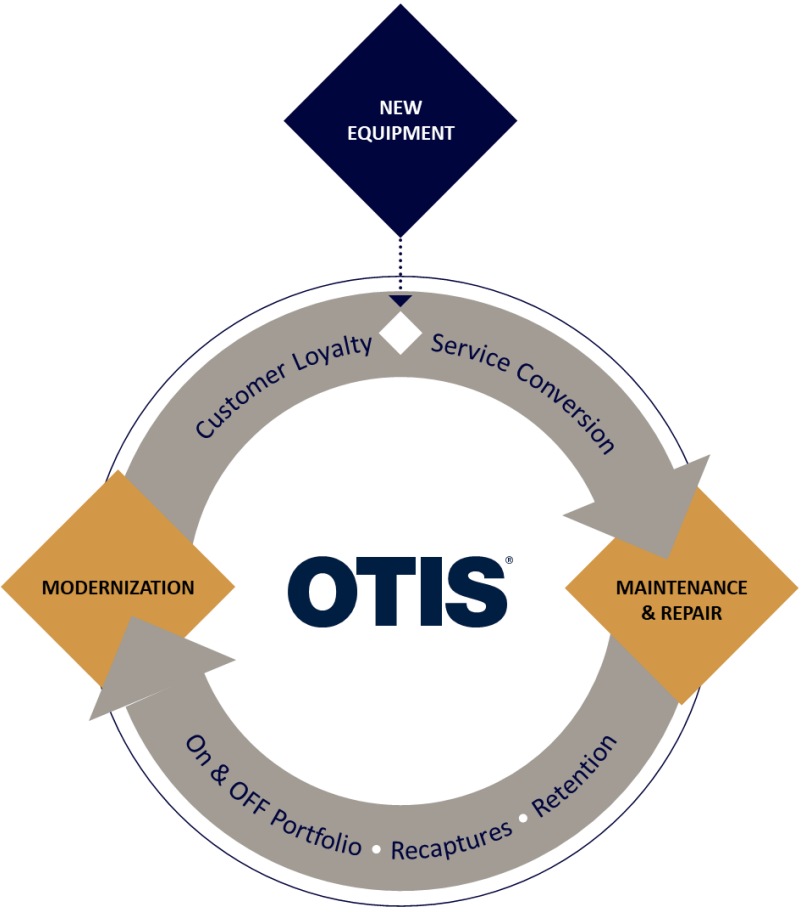 NEW
EQUIPMENT
Customer Loyalty
Service Conversion
MODERNIZATION
OTIS®
MAINTENANCE
& REPAIR
On & OFF Portfolio • Recaptures • Retention